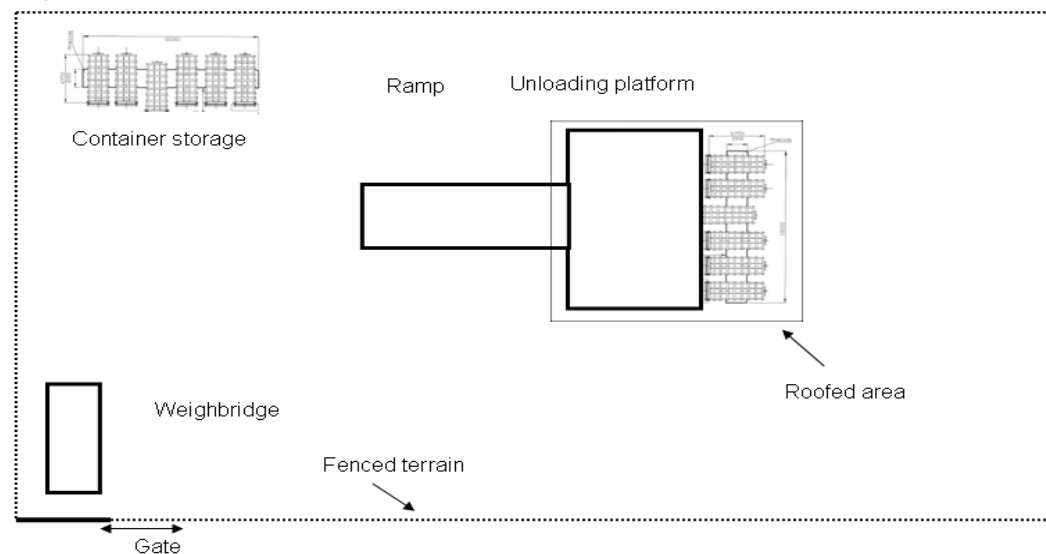 Ramp
Unloading platform
Container storage
Roofed area
Weighbridge
Fenced terrain
Gate